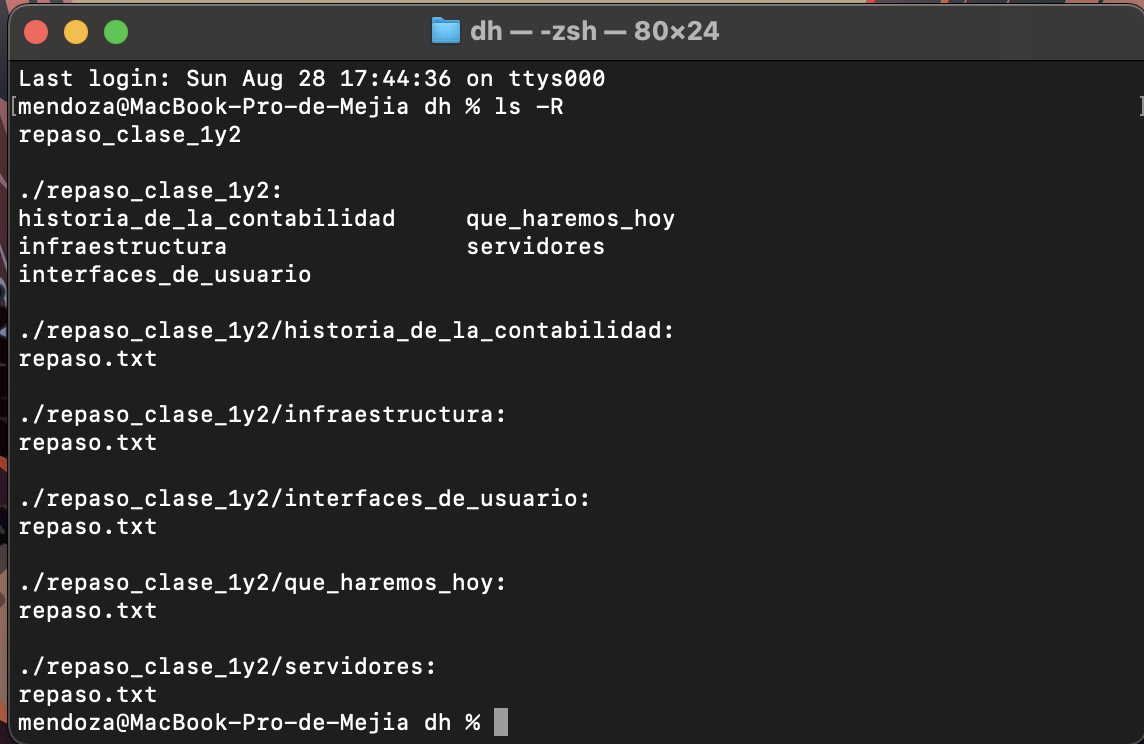 dh — -zsh — 80×24
Last login: Sun Aug 28 17:44:36 on ttys000
[mendoza@MacBook-Pro-de-Mejia dh % ls -R ]
repaso_clase_1y2

./repaso_clase_1y2:
historia_de_la_contabilidad     que_haremos_hoy
infraestructura                 servidores
interfaces_de_usuario

./repaso_clase_1y2/historia_de_la_contabilidad:
repaso.txt

./repaso_clase_1y2/infraestructura:
repaso.txt

./repaso_clase_1y2/interfaces_de_usuario:
repaso.txt

./repaso_clase_1y2/que_haremos_hoy:
repaso.txt

./repaso_clase_1y2/servidores:
repaso.txt
mendoza@MacBook-Pro-de-Mejia dh %